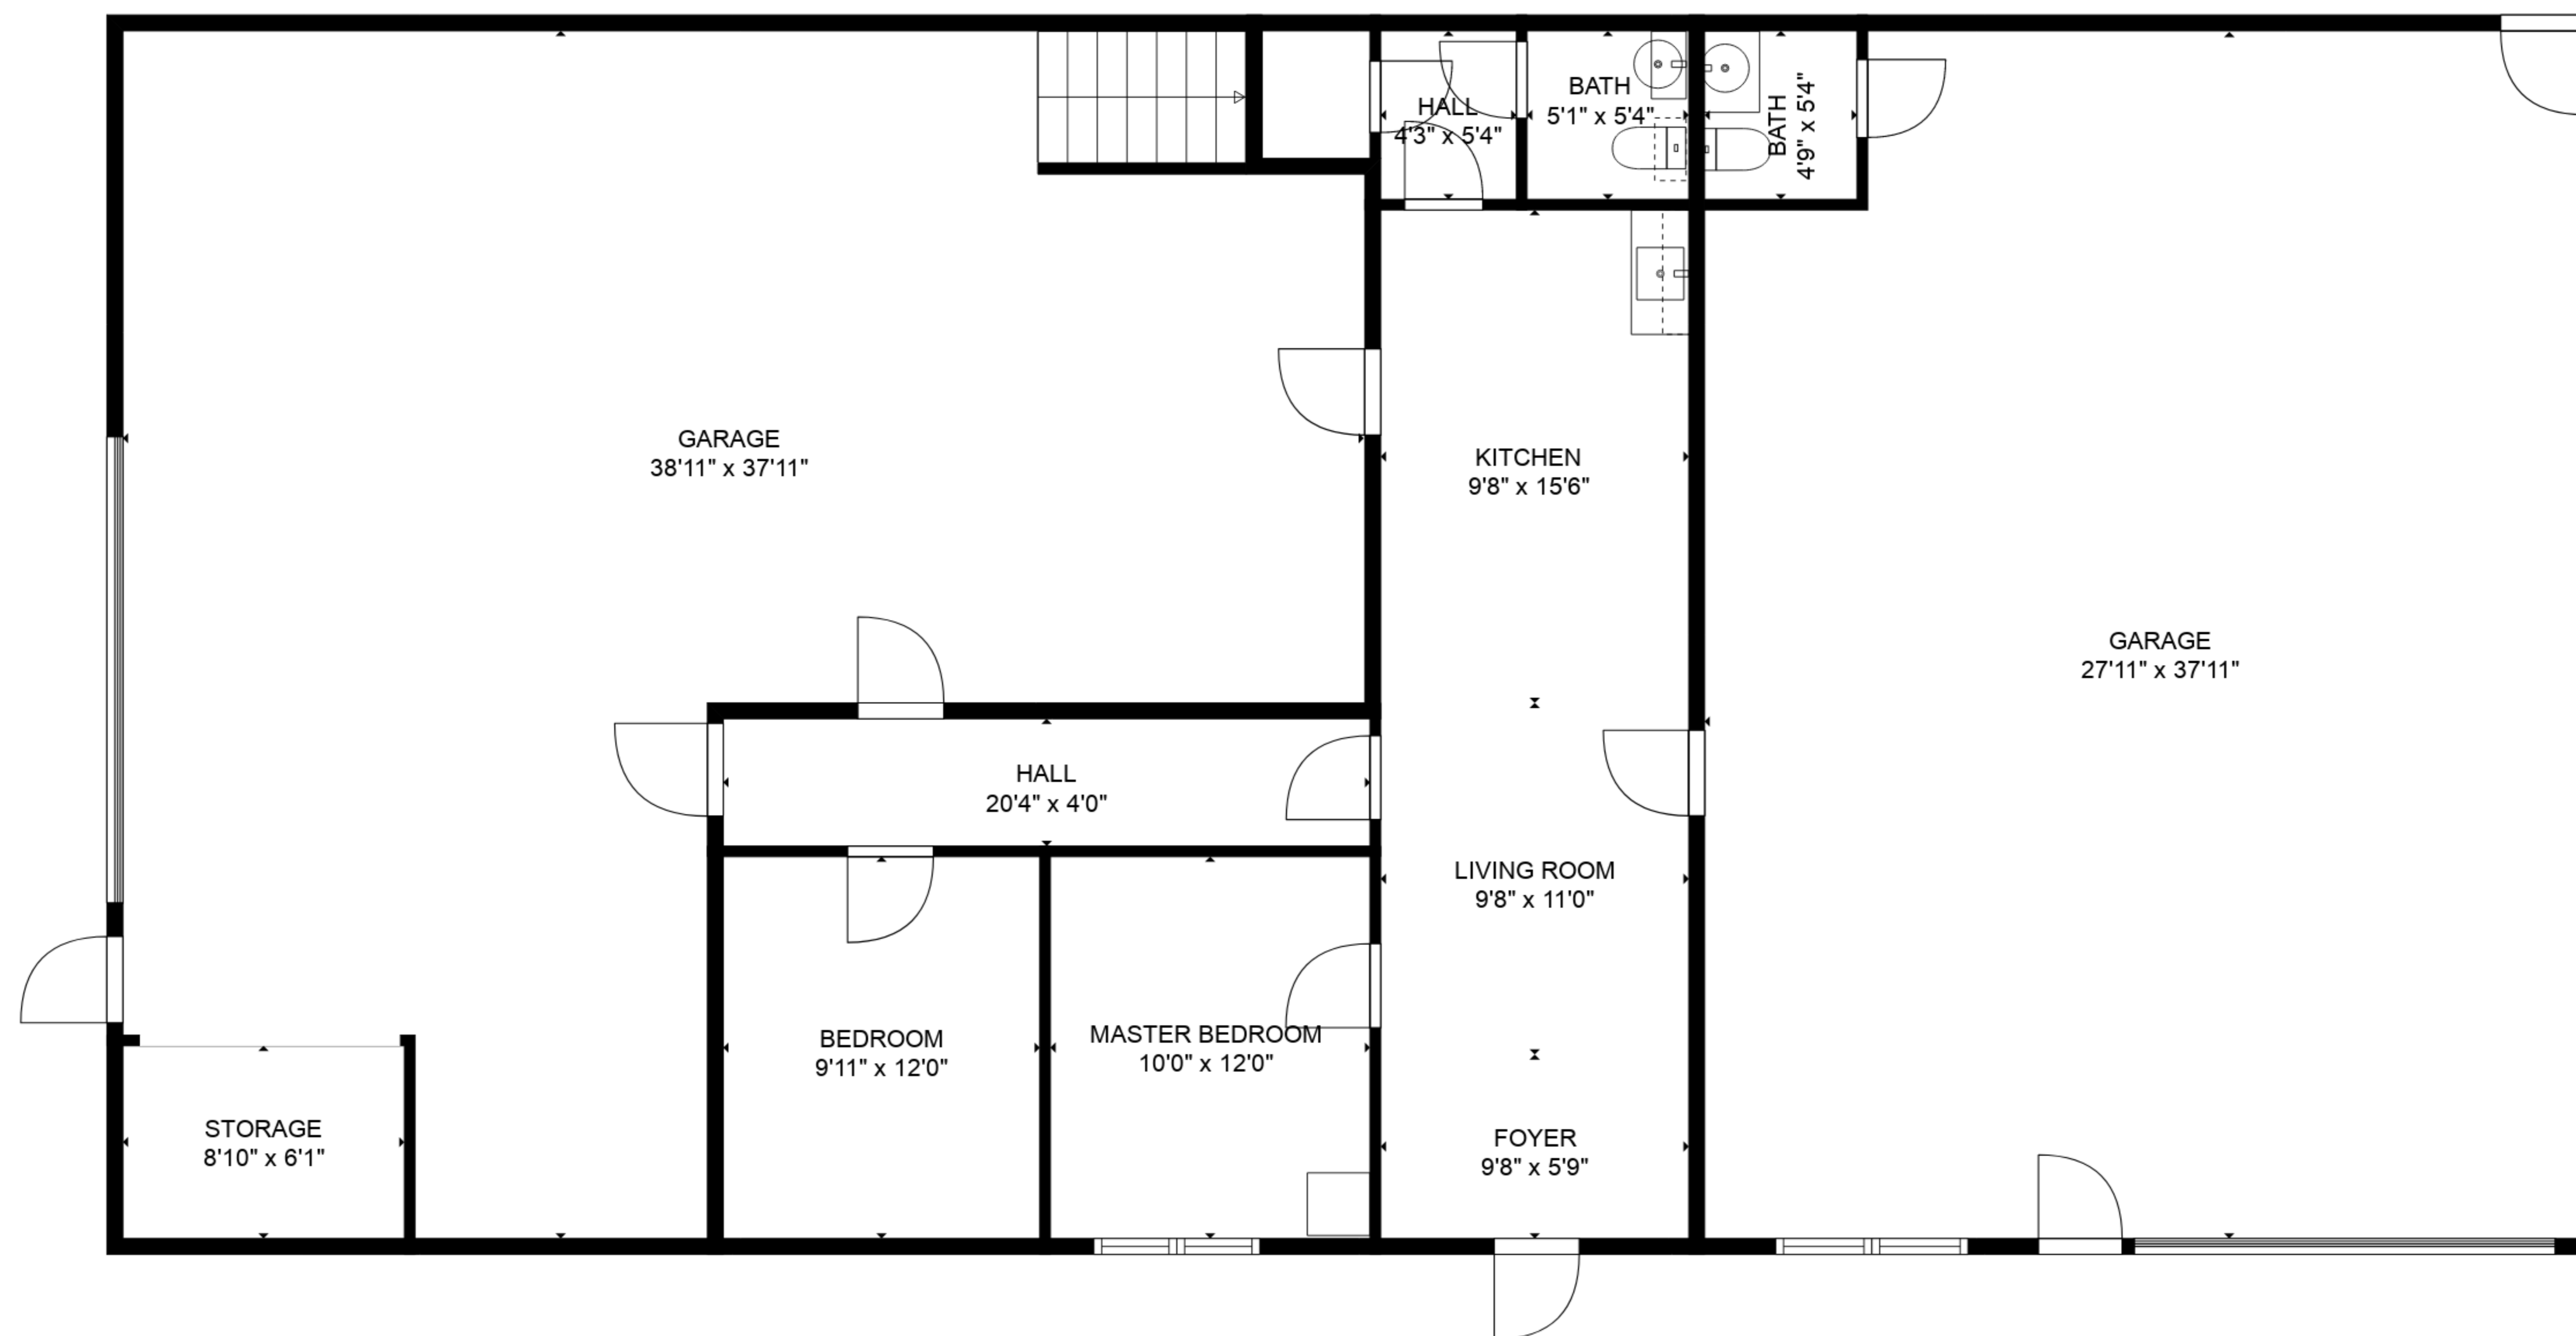 HALL
4'3" x 5'4"
BATH
5'1" x 5'4"
BATH
4'9" x 5'4"
GARAGE
38'11" x 37'11"
KITCHEN
9'8" x 15'6"
GARAGE
27'11" x 37'11"
HALL
20'4" x 4'0"
LIVING ROOM
9'8" x 11'0"
BEDROOM
9'11" x 12'0"
MASTER BEDROOM
10'0" x 12'0"
STORAGE
8'10" x 6'1"
FOYER
9'8" x 5'9"